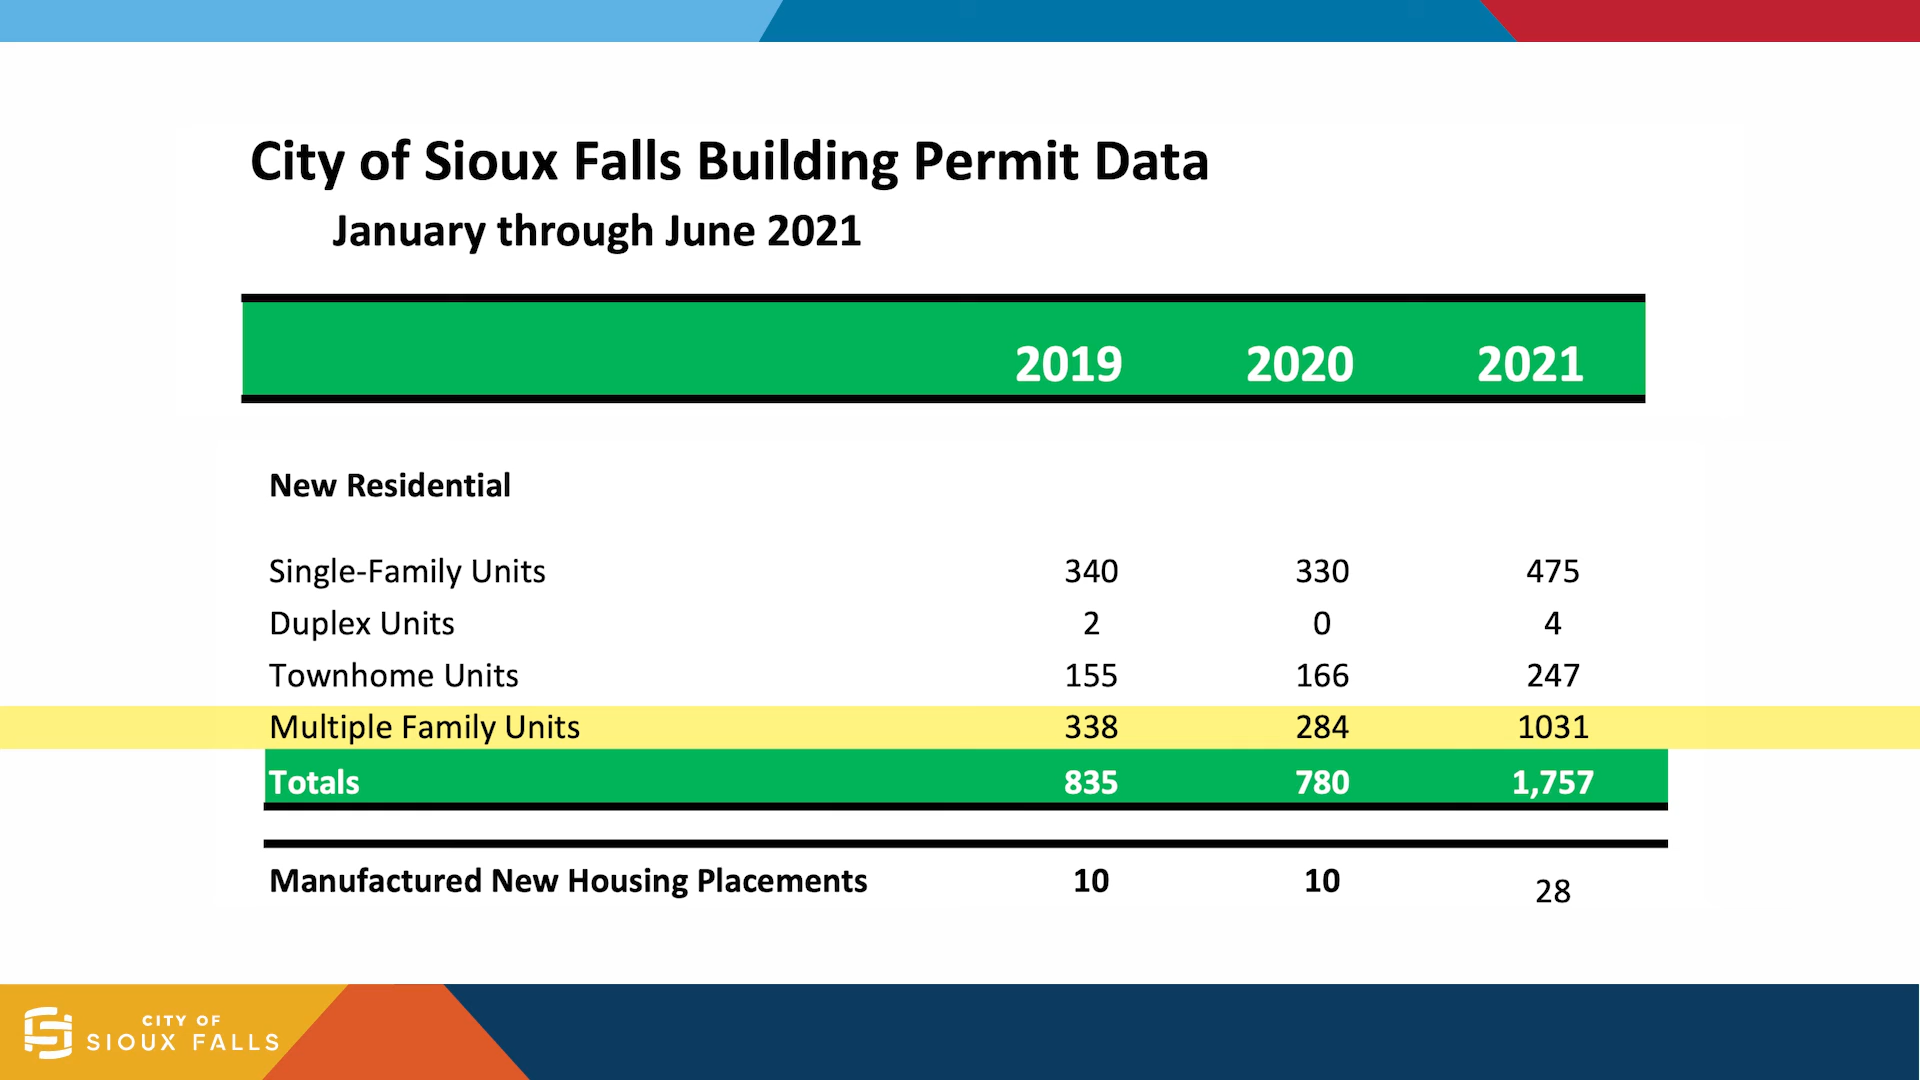 City of Sioux Falls Building Permit Data
January through June 2021
2019 2020 2021
New Residential
Single-Family Units 340 330 475
Duplex Units 2 0 4
Townhome Units 155 166 247
Multiple Family Units 338 284 1031
Totals 835 780 1,757
Manufactured New Housing Placements 10 10 28
CITY OF
SIOUX FALLS